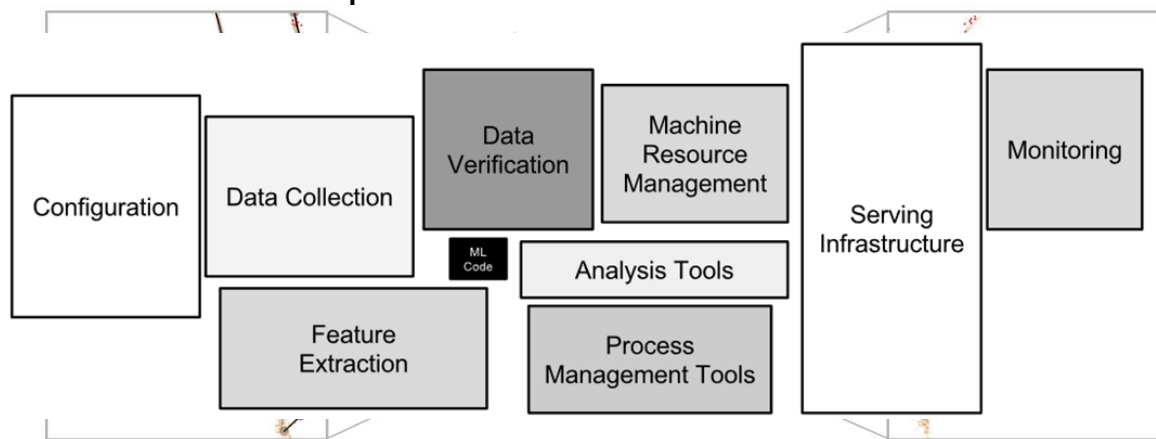 Configuration
Data Collection
Feature
Extraction
Data
Verification
ML
Code
Machine
Resource
Management
Analysis Tools
Process
Management Tools
Serving
Infrastructure
Monitoring